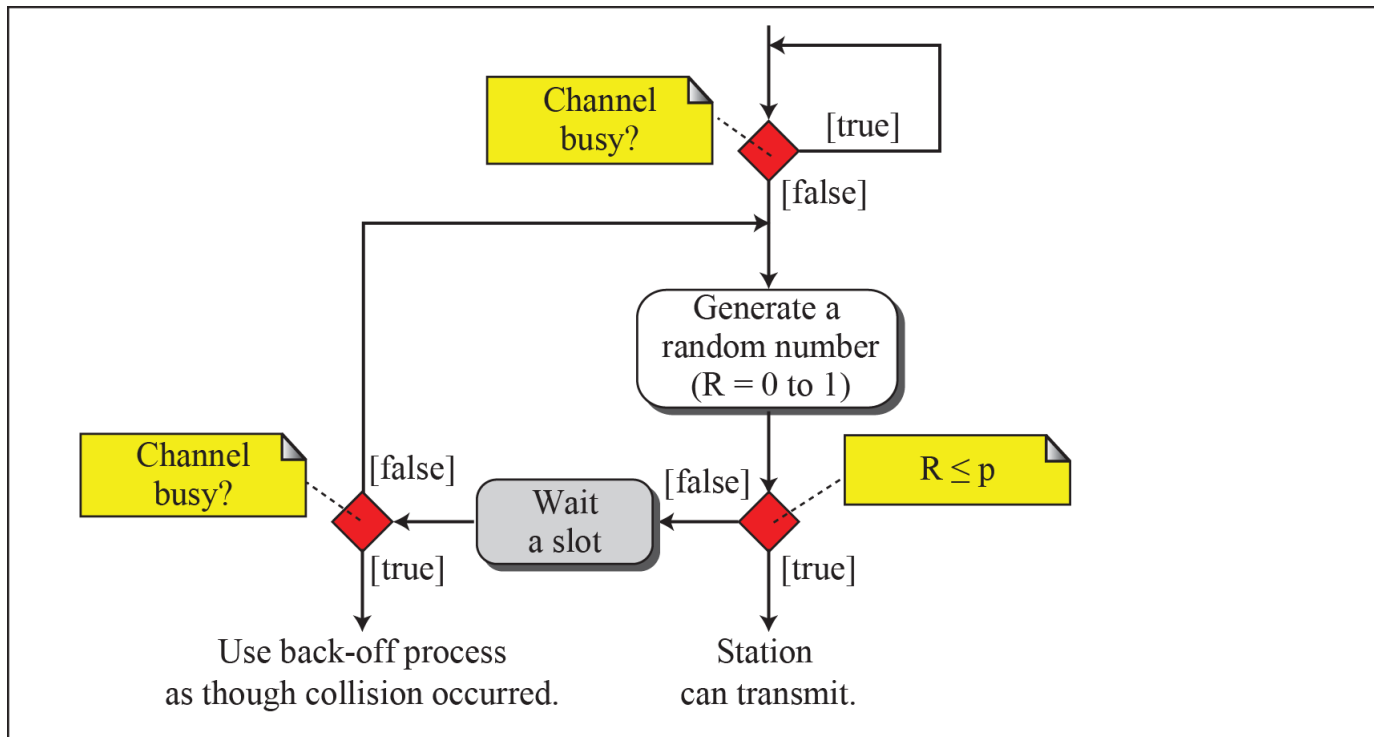 Channel
busy?
[true]
[false]
Generate a
random number
(R = 0 to 1)
Channel
busy?
[false]
Wait
a slot
[false]
R ≤ p
[true]
[true]
Use back-off process
as though collision occurred.
Station
can transmit.